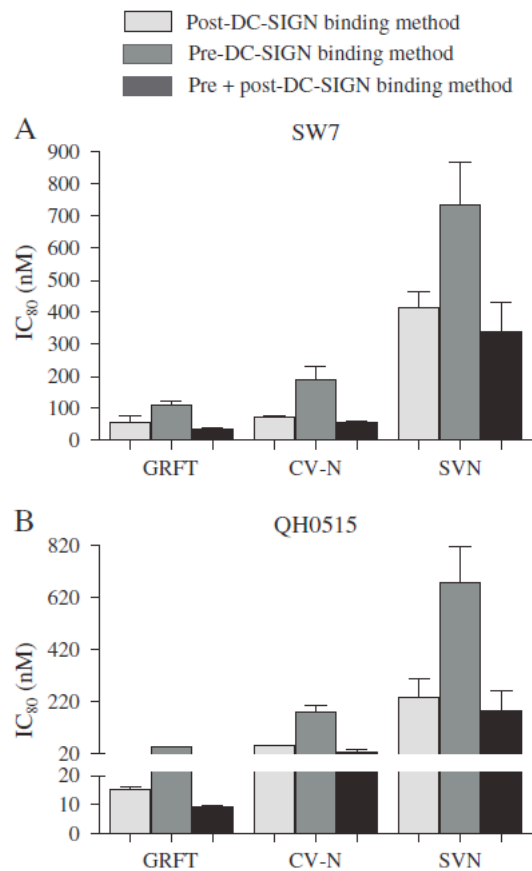 Post-DC-SIGN binding method
Pre-DC-SIGN binding method
Pre + post-DC-SIGN binding method
A
SW7
900
800
700
600
500
400
300
200
100
0
IC80 (nM)
GRFT CV-N SVN
B
QH0515
820
620
420
220
20
20
10
0
IC80 (nM)
GRFT CV-N SVN